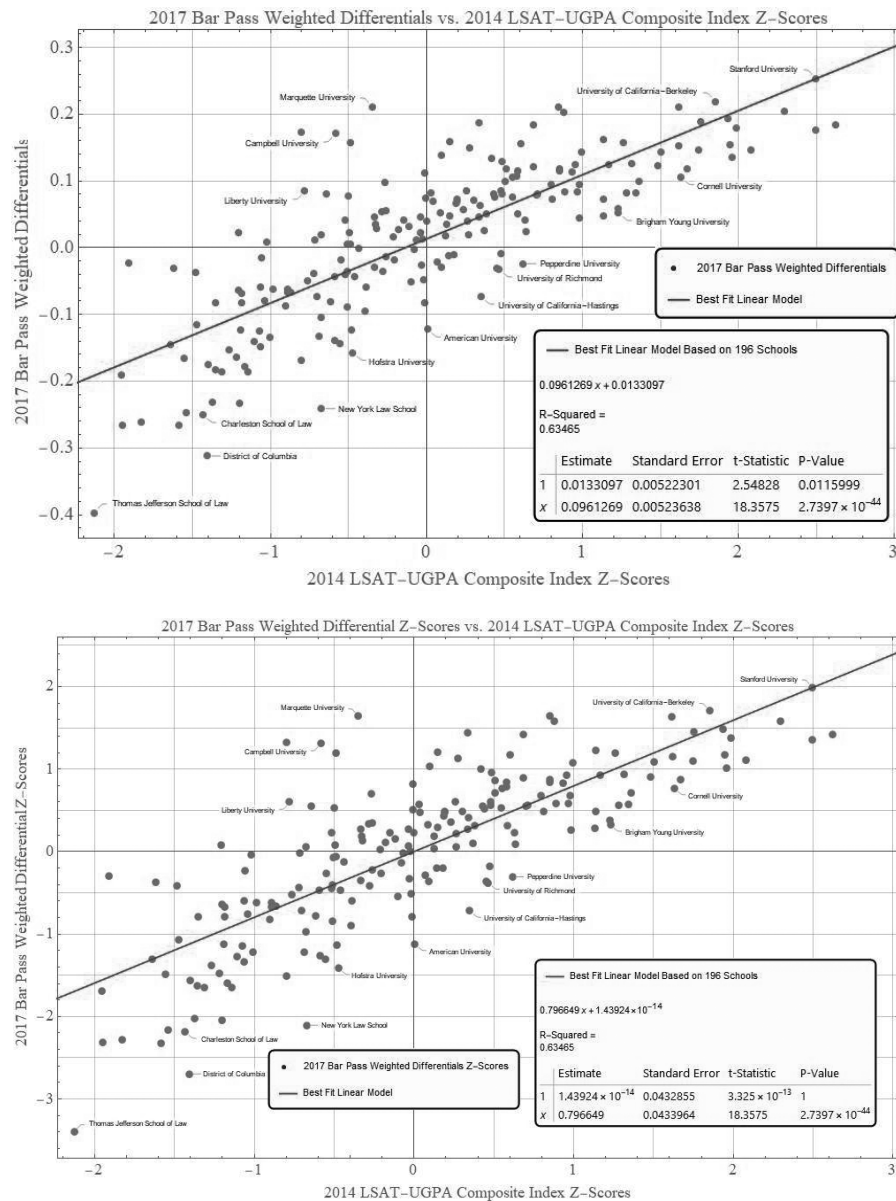 2017 Bar Pass Weighted Differentials vs. 2014 LSAT-UGPA Composite Index Z-Scores
2017 Bar Pass Weighted Differentials
0.3
0.2
0.1
0.0
-0.1
-0.2
-0.3
-0.4
Stanford University
University of California-Berkeley
Marquette University
Campbell University
Liberty University
Cornell University
Brigham Young University
Pepperdine University
University of Richmond
University of California-Hastings
American University
Hofstra University
New York Law School
Charleston School of Law
District of Columbia
Thomas Jefferson School of Law
2017 Bar Pass Weighted Differentials
Best Fit Linear Model
Best Fit Linear Model Based on 196 Schools
0.0961269 x + 0.0133097
R-Squared =
0.63465
Estimate Standard Error t-Statistic P-Value
1 0.0133097 0.00522301 2.54828 0.0115999
x 0.0961269 0.00523638 18.3575 2.7397 × 10^-44
-2 -1 0 1 2 3
2014 LSAT-UGPA Composite Index Z-Scores
2017 Bar Pass Weighted Differential Z-Scores vs. 2014 LSAT-UGPA Composite Index Z-Scores
2017 Bar Pass Weighted Differential Z-Scores
2
1
0
-1
-2
-3
Stanford University
University of California-Berkeley
Marquette University
Campbell University
Liberty University
Cornell University
Brigham Young University
Pepperdine University
University of Richmond
University of California-Hastings
American University
Hofstra University
New York Law School
Charleston School of Law
District of Columbia
Thomas Jefferson School of Law
2017 Bar Pass Weighted Differentials Z-Scores
Best Fit Linear Model
Best Fit Linear Model Based on 196 Schools
0.796649 x + 1.43924 × 10^-14
R-Squared =
0.63465
Estimate Standard Error t-Statistic P-Value
1 1.43924 × 10^-14 0.0432855 3.325 × 10^-13 1
x 0.796649 0.0433964 18.3575 2.7397 × 10^-44
-2 -1 0 1 2 3
2014 LSAT-UGPA Composite Index Z-Scores